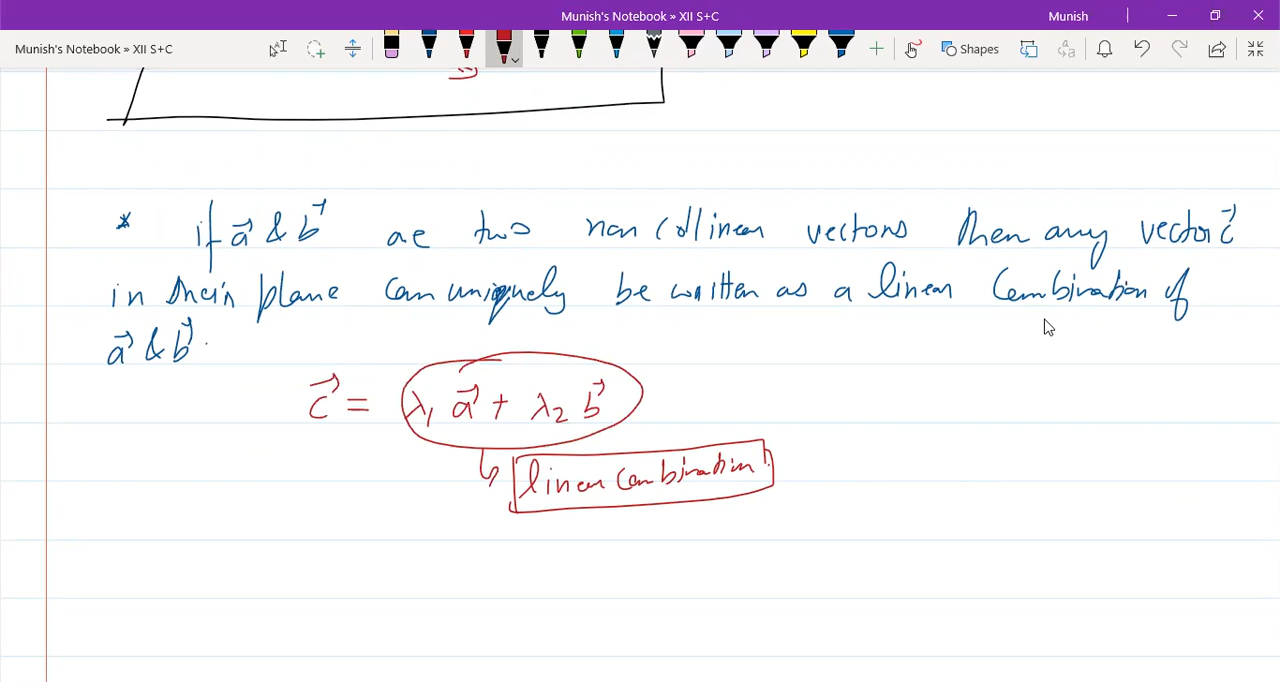 Munish's Notebook » XII S+C
Munish
Munish's Notebook » XII S+C
Shapes
* if a⃗ & b⃗ are two non collinear vectors then any vector c⃗
in their plane can uniquely be written as a linear combination of
a⃗ & b⃗.
c⃗ = λ₁ a⃗ + λ₂ b⃗
linear combination